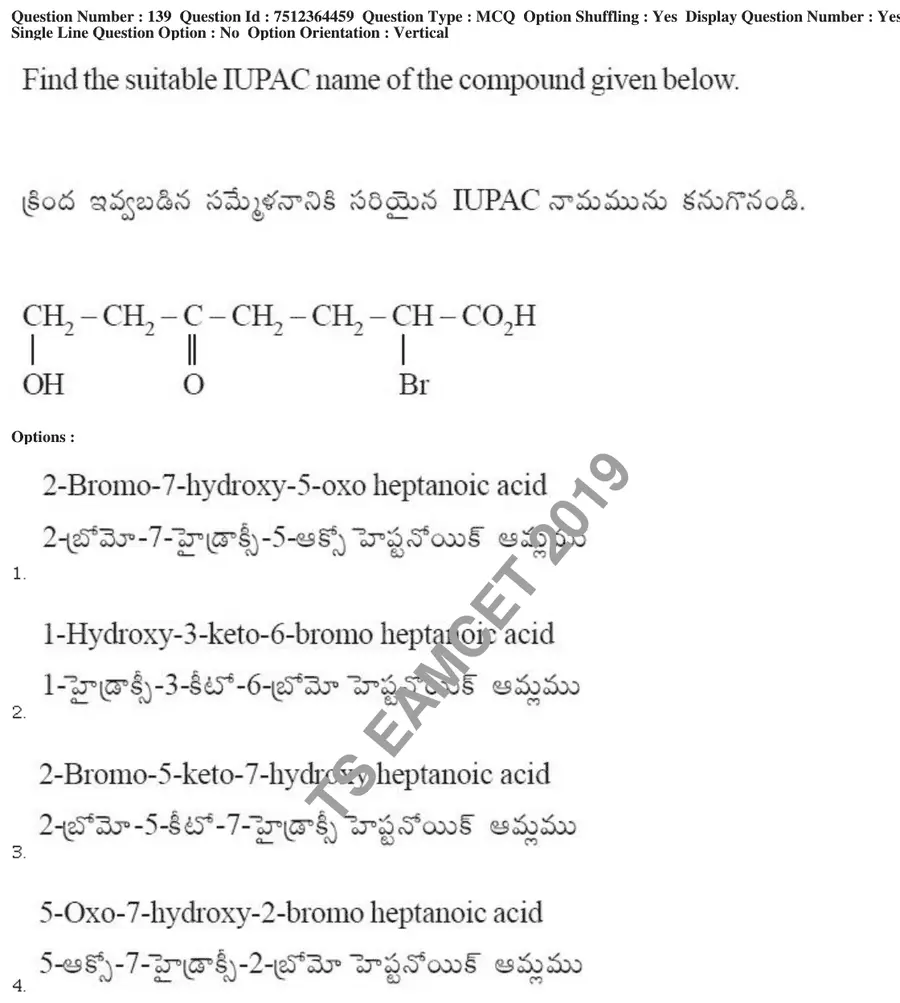 Question Number : 139 Question Id : 7512364459 Question Type : MCQ Option Shuffling : Yes Display Question Number : Yes
Single Line Question Option : No Option Orientation : Vertical
Find the suitable IUPAC name of the compound given below.
క్రింద ఇవ్వబడిన సమ్మేళనానికి సరియైన IUPAC నామమును కనుగొనండి.
CH₂ – CH₂ – C – CH₂ – CH₂ – CH – CO₂H
| || |
OH O Br
Options :
2-Bromo-7-hydroxy-5-oxo heptanoic acid
2-బ్రోమో-7-హైడ్రాక్సీ-5-ఆక్సో హెప్టనోయిక్ ఆమ్లము
1.
1-Hydroxy-3-keto-6-bromo heptanoic acid
1-హైడ్రాక్సీ-3-కీటో-6-బ్రోమో హెప్టనోయిక్ ఆమ్లము
2.
2-Bromo-5-keto-7-hydroxy heptanoic acid
2-బ్రోమో-5-కీటో-7-హైడ్రాక్సీ హెప్టనోయిక్ ఆమ్లము
3.
5-Oxo-7-hydroxy-2-bromo heptanoic acid
5-ఆక్సో-7-హైడ్రాక్సీ-2-బ్రోమో హెప్టనోయిక్ ఆమ్లము
4.
TS EAMCET 2019